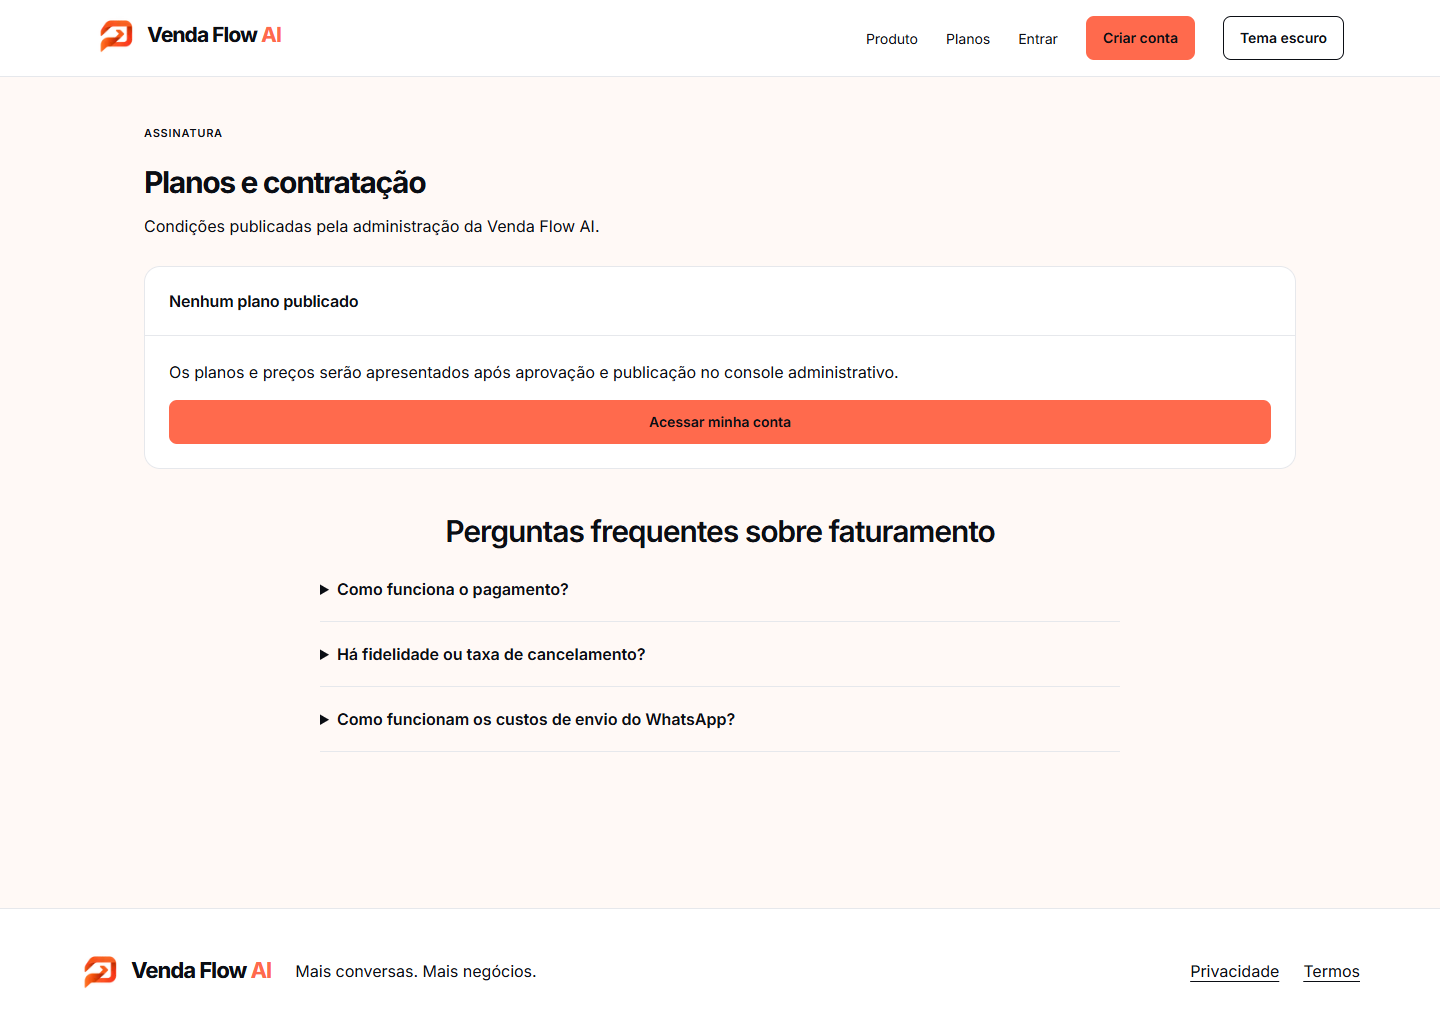 Venda Flow AI
Produto
Planos
Entrar
Criar conta
Tema escuro
ASSINATURA
Planos e contratação
Condições publicadas pela administração da Venda Flow AI.
Nenhum plano publicado
Os planos e preços serão apresentados após aprovação e publicação no console administrativo.
Acessar minha conta
Perguntas frequentes sobre faturamento
Como funciona o pagamento?
Há fidelidade ou taxa de cancelamento?
Como funcionam os custos de envio do WhatsApp?
Venda Flow AI
Mais conversas. Mais negócios.
Privacidade
Termos